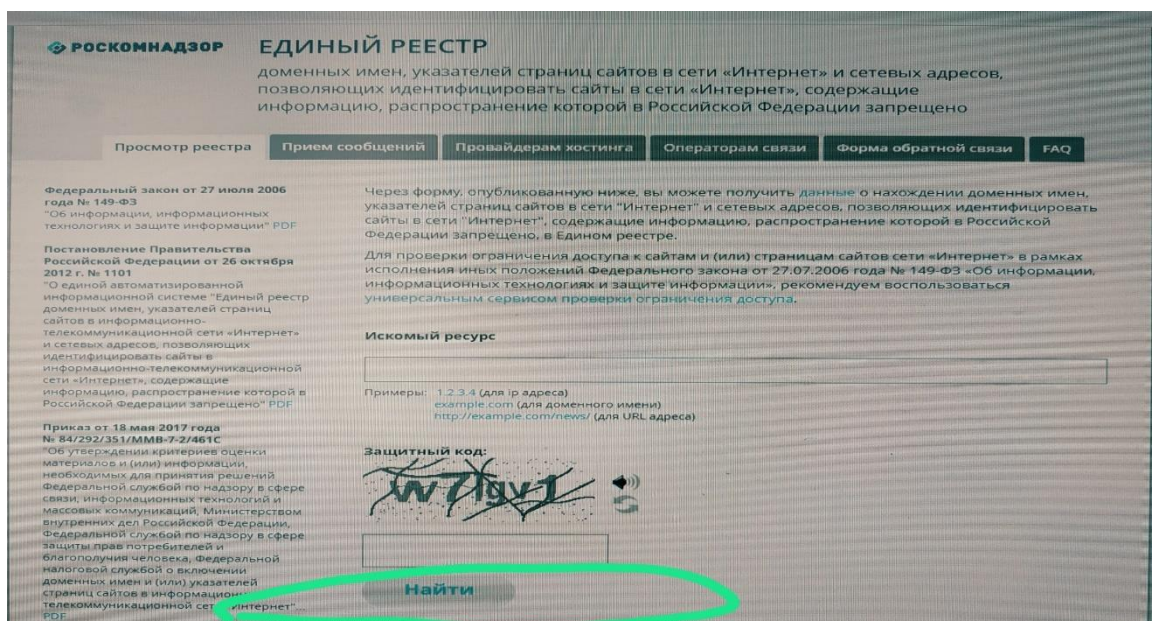 РОСКОМНАДЗОР
ЕДИНЫЙ РЕЕСТР
доменных имен, указателей страниц сайтов в сети «Интернет» и сетевых адресов,
позволяющих идентифицировать сайты в сети «Интернет», содержащие
информацию, распространение которой в Российской Федерации запрещено
Просмотр реестра
Прием сообщений
Провайдерам хостинга
Операторам связи
Форма обратной связи
FAQ
Федеральный закон от 27 июля 2006
года № 149-ФЗ
"Об информации, информационных
технологиях и защите информации" PDF
Постановление Правительства
Российской Федерации от 26 октября
2012 г. № 1101
"О единой автоматизированной
информационной системе "Единый реестр
доменных имен, указателей страниц
сайтов в информационно-
телекоммуникационной сети «Интернет»
и сетевых адресов, позволяющих
идентифицировать сайты в
информационно-телекоммуникационной
сети «Интернет», содержащие
информацию, распространение которой в
Российской Федерации запрещено" PDF
Приказ от 18 мая 2017 года
№ 84/292/351/ММВ-7-2/461С
"Об утверждении критериев оценки
материалов и (или) информации,
необходимых для принятия решений
Федеральной службой по надзору в сфере
связи, информационных технологий и
массовых коммуникаций, Министерством
внутренних дел Российской Федерации,
Федеральной службой по надзору в сфере
защиты прав потребителей и
благополучия человека, Федеральной
налоговой службой о включении
доменных имен и (или) указателей
страниц сайтов в
телекоммуникационной
PDF
Через форму, опубликованную ниже, вы можете получить данные о нахождении доменных имен,
указателей страниц сайтов в сети "Интернет" и сетевых адресов, позволяющих идентифицировать
сайты в сети "Интернет", содержащие информацию, распространение которой в Российской
Федерации запрещено, в Едином реестре.
Для проверки ограничения доступа к сайтам и (или) страницам сайтов сети «Интернет» в рамках
исполнения иных положений Федерального закона от 27.07.2006 года № 149-ФЗ «Об информации,
информационных технологиях и защите информации», рекомендуем воспользоваться
универсальным сервисом проверки ограничения доступа.
Искомый ресурс
Примеры: 1.2.3.4 (для ip адреса)
example.com (для доменного имени)
http://example.com/news/ (для URL адреса)
Защитный код:
Найти